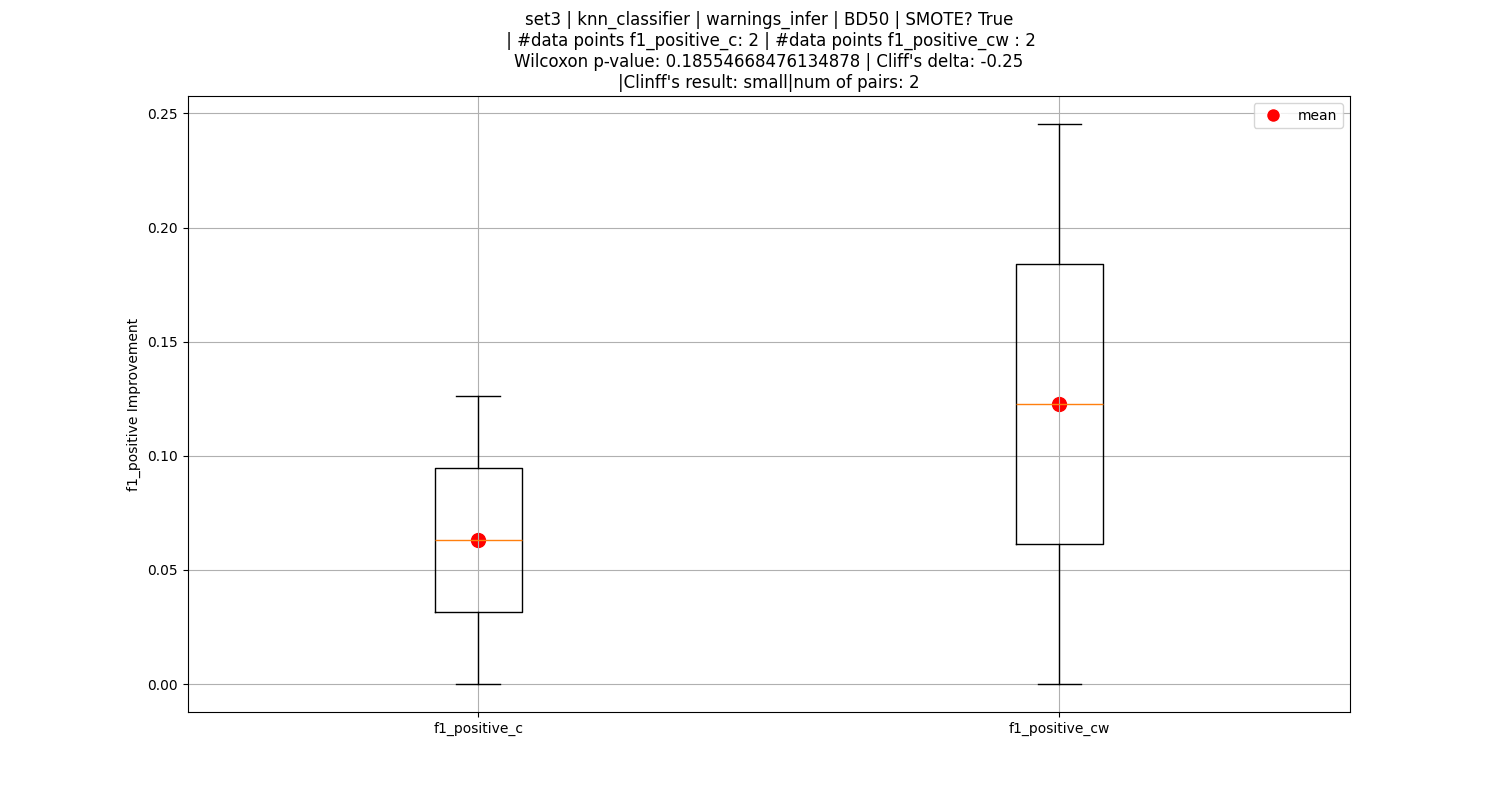 set3 | knn_classifier | warnings_infer | BD50 | SMOTE? True
| #data points f1_positive_c: 2 | #data points f1_positive_cw : 2
Wilcoxon p-value: 0.18554668476134878 | Cliff's delta: -0.25
|Clinff's result: small|num of pairs: 2
mean
0.25
0.20
0.15
0.10
0.05
0.00
f1_positive Improvement
f1_positive_c
f1_positive_cw